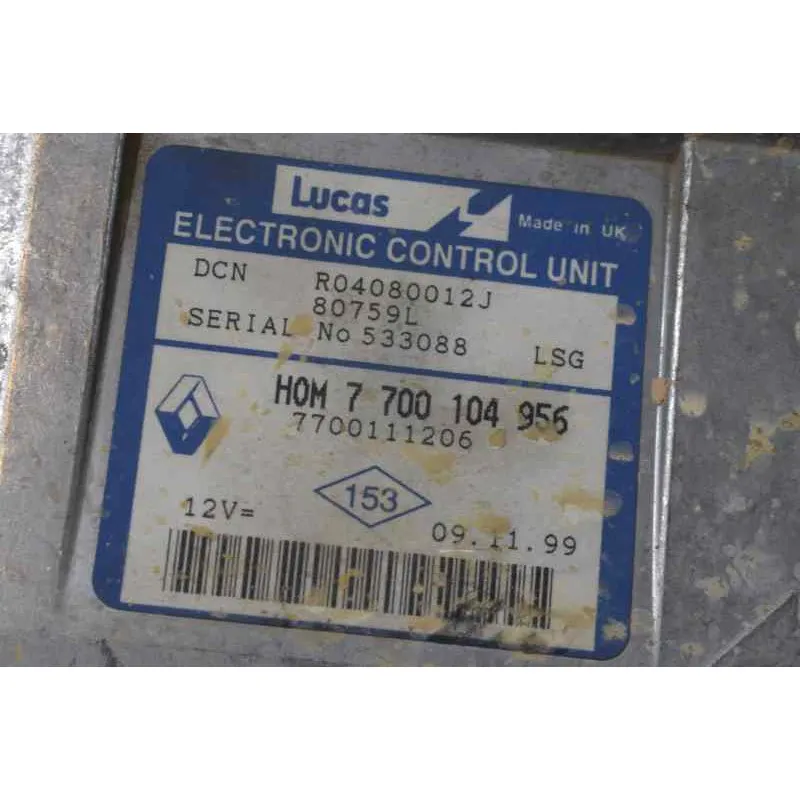 Lucas
Made in UK
ELECTRONIC CONTROL UNIT
DCN R04080012J
80759L
SERIAL No 533088 LSG
HOM 7 700 104 956
7700111206
153
12V=
09.11.99